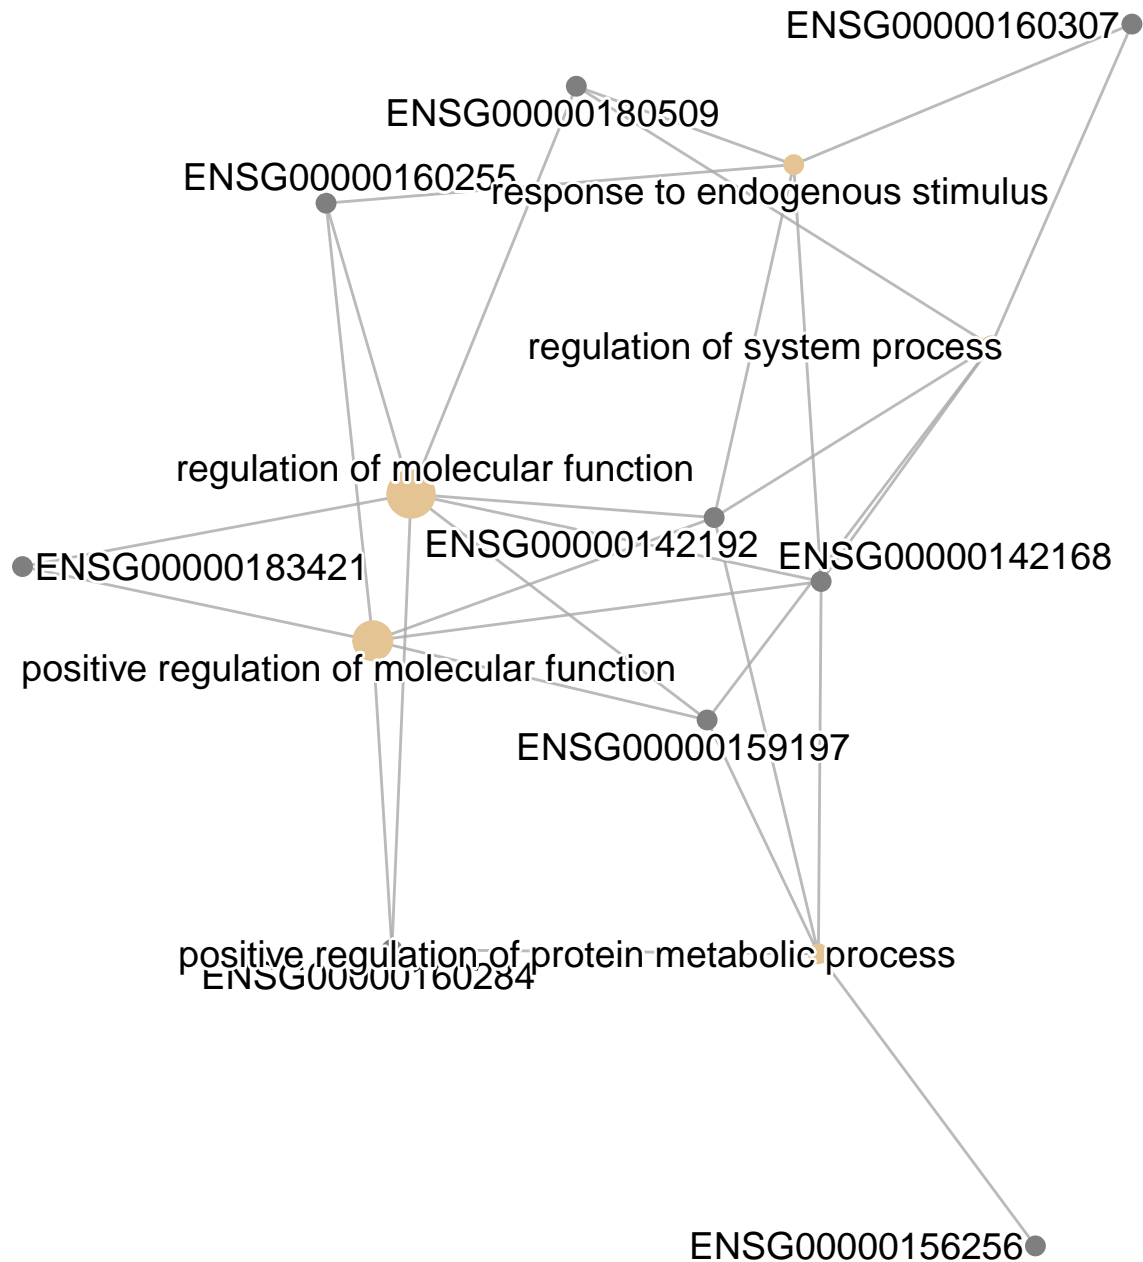 ENSG00000160307
ENSG00000180509
ENSG00000160255
response to endogenous stimulus
regulation of system process
regulation of molecular function
ENSG00000142192
ENSG00000142168
ENSG00000183421
positive regulation of molecular function
ENSG00000159197
positive regulation of protein metabolic process
ENSG00000160284
ENSG00000156256